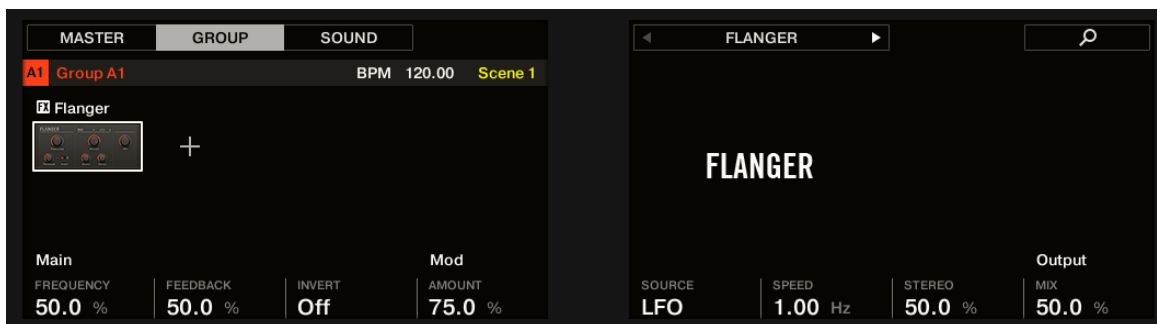 MASTER GROUP SOUND
A1 Group A1 BPM 120.00 Scene 1
FX Flanger
FLANGER
Main Mod
FREQUENCY FEEDBACK INVERT AMOUNT
50.0 % 50.0 % Off 75.0 %
FLANGER
FLANGER
Output
SOURCE SPEED STEREO MIX
LFO 1.00 Hz 50.0 % 50.0 %